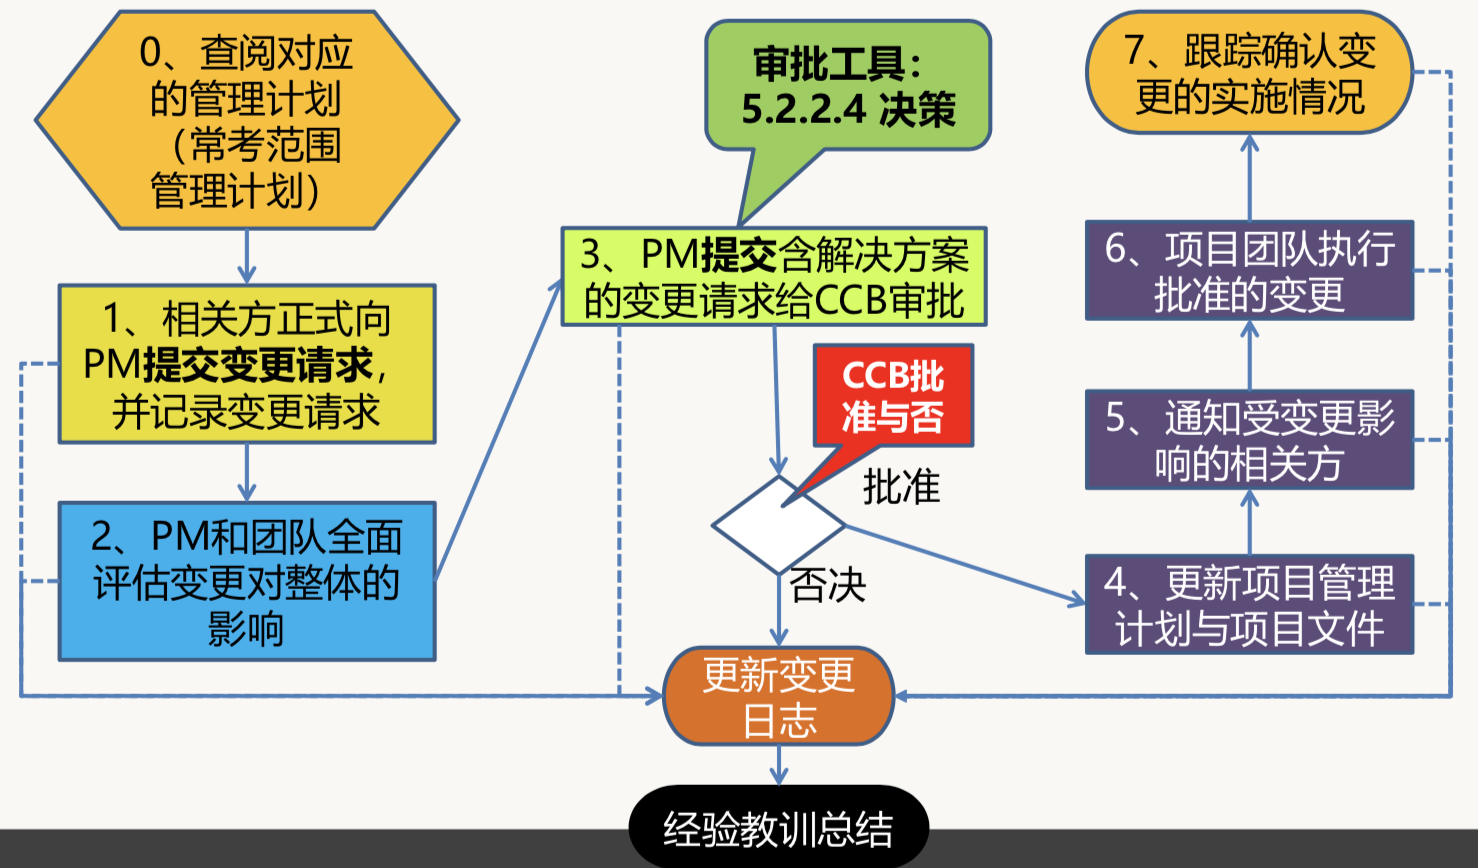 0、查阅对应
的管理计划
（常考范围
管理计划）
1、相关方正式向
PM提交变更请求，
并记录变更请求
2、PM和团队全面
评估变更对整体的
影响
审批工具：
5.2.2.4 决策
3、PM提交含解决方案
的变更请求给CCB审批
CCB批
准与否
批准
否决
更新变更
日志
经验教训总结
7、跟踪确认变
更的实施情况
6、项目团队执行
批准的变更
5、通知受变更影
响的相关方
4、更新项目管理
计划与项目文件